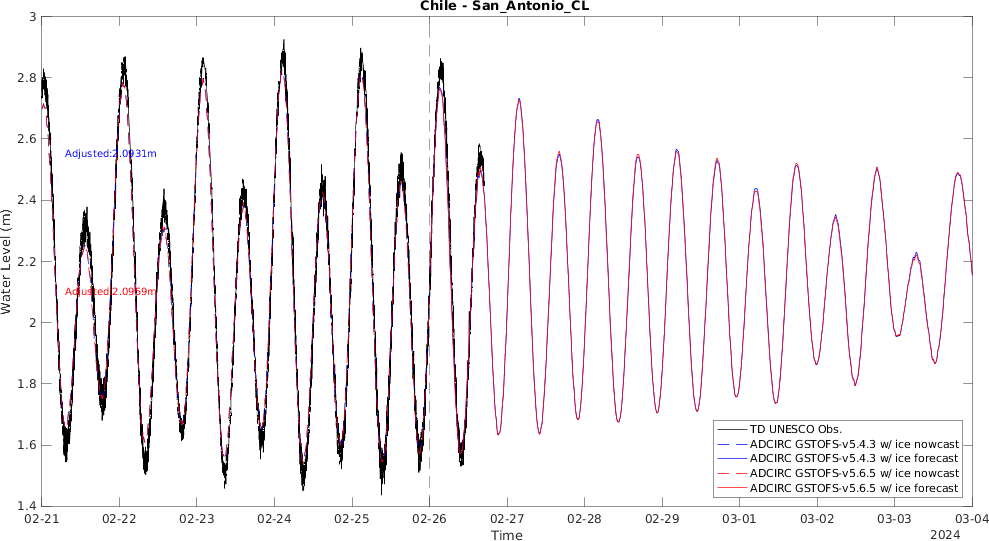 Chile - San_Antonio_CL
Water Level (m)
3
2.8
2.6
2.4
2.2
2
1.8
1.6
1.4
Adjusted:2.0931m
Adjusted:2.0969m
TD UNESCO Obs.
ADCIRC GSTOFS-v5.4.3 w/ ice nowcast
ADCIRC GSTOFS-v5.4.3 w/ ice forecast
ADCIRC GSTOFS-v5.6.5 w/ ice nowcast
ADCIRC GSTOFS-v5.6.5 w/ ice forecast
02-21 02-22 02-23 02-24 02-25 02-26 02-27 02-28 02-29 03-01 03-02 03-03 03-04
Time
2024